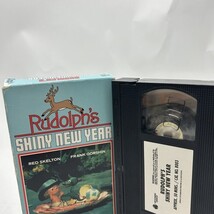 Rudolph's
SHINY NEW YEAR
RED SKELTON
FRANK GORSHIN
RUDOLPH'S
SHINY NEW YEAR